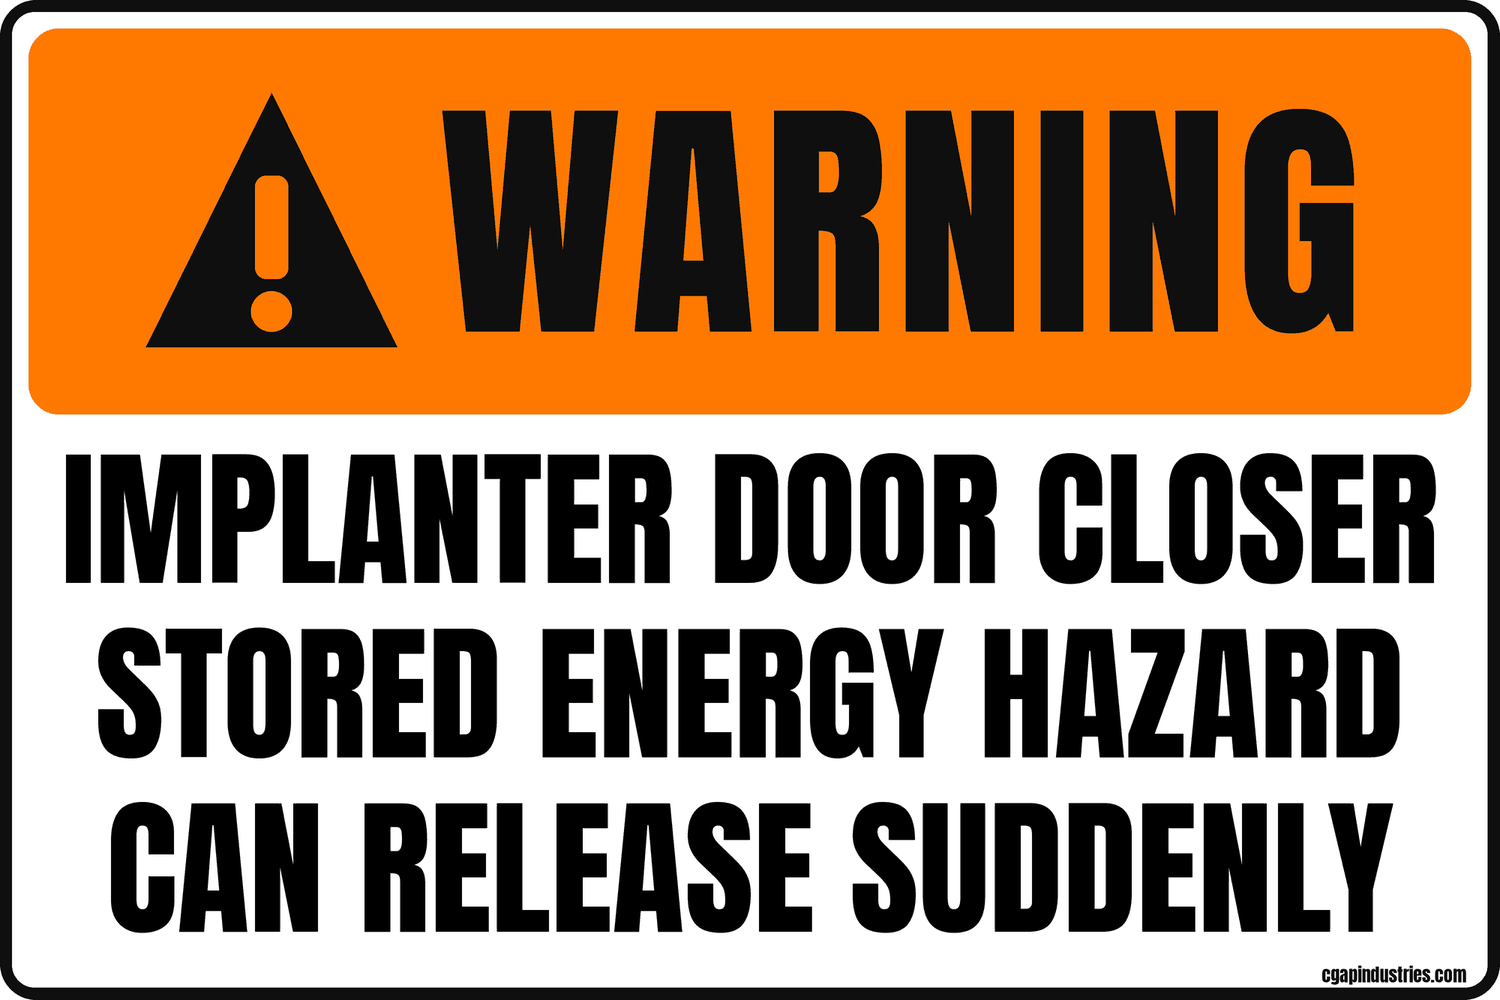 WARNING
IMPLANTER DOOR CLOSER
STORED ENERGY HAZARD
CAN RELEASE SUDDENLY
cgapindustries.com